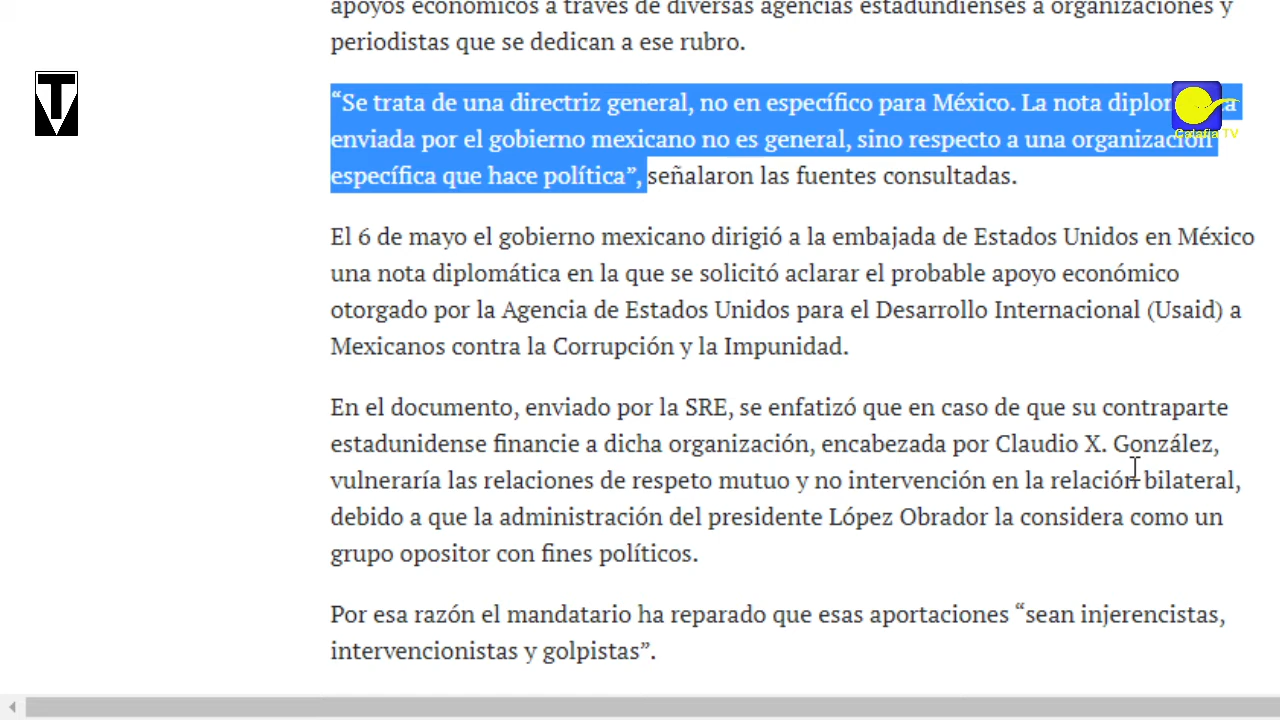 apoyos económicos a través de diversas agencias estadundienses a organizaciones y
periodistas que se dedican a ese rubro.
“Se trata de una directriz general, no en específico para México. La nota
enviada por el gobierno mexicano no es general, sino respecto a una organización
específica que hace política”, señalaron las fuentes consultadas.
El 6 de mayo el gobierno mexicano dirigió a la embajada de Estados Unidos en México
una nota diplomática en la que se solicitó aclarar el probable apoyo económico
otorgado por la Agencia de Estados Unidos para el Desarrollo Internacional (Usaid) a
Mexicanos contra la Corrupción y la Impunidad.
En el documento, enviado por la SRE, se enfatizó que en caso de que su contraparte
estadunidense financie a dicha organización, encabezada por Claudio X. González,
vulneraría las relaciones de respeto mutuo y no intervención en la relación bilateral,
debido a que la administración del presidente López Obrador la considera como un
grupo opositor con fines políticos.
Por esa razón el mandatario ha reparado que esas aportaciones “sean injerencistas,
intervencionistas y golpistas”.
T
Calafia TV